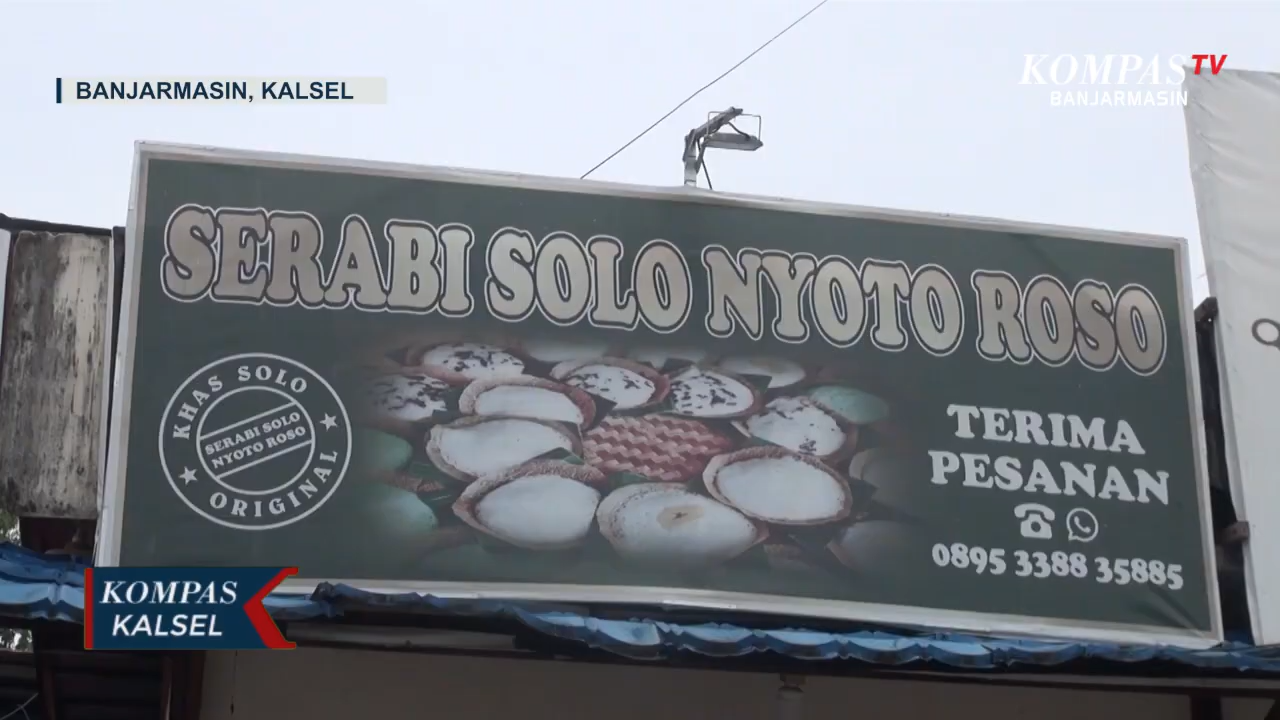 BANJARMASIN, KALSEL
KOMPASTV
BANJARMASIN
SERABI SOLO NYOTO ROSO
KHAS SOLO
SERABI SOLO
NYOTO ROSO
ORIGINAL
TERIMA
PESANAN
0895 3388 35885
KOMPAS
KALSEL